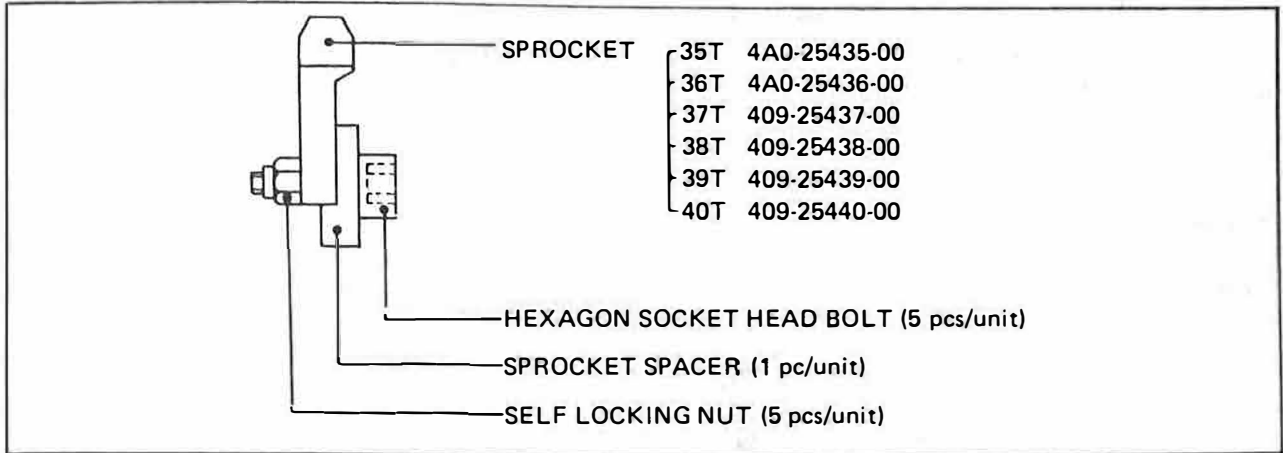 SPROCKET 35T 4A0-25435-00
36T 4A0-25436-00
37T 409-25437-00
38T 409-25438-00
39T 409-25439-00
40T 409-25440-00
HEXAGON SOCKET HEAD BOLT (5 pcs/unit)
SPROCKET SPACER (1 pc/unit)
SELF LOCKING NUT (5 pcs/unit)